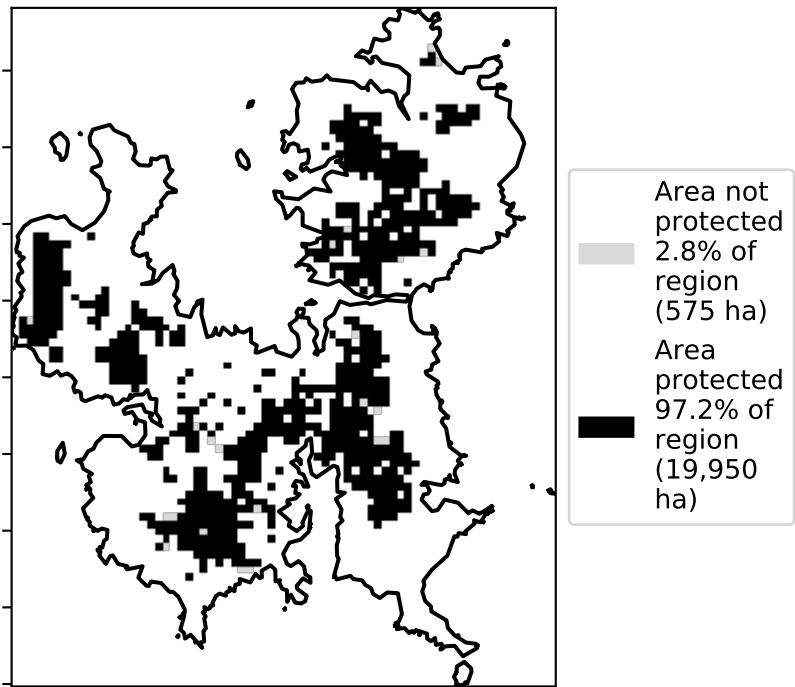 Area not
protected
2.8% of
region
(575 ha)
Area
protected
97.2% of
region
(19,950
ha)